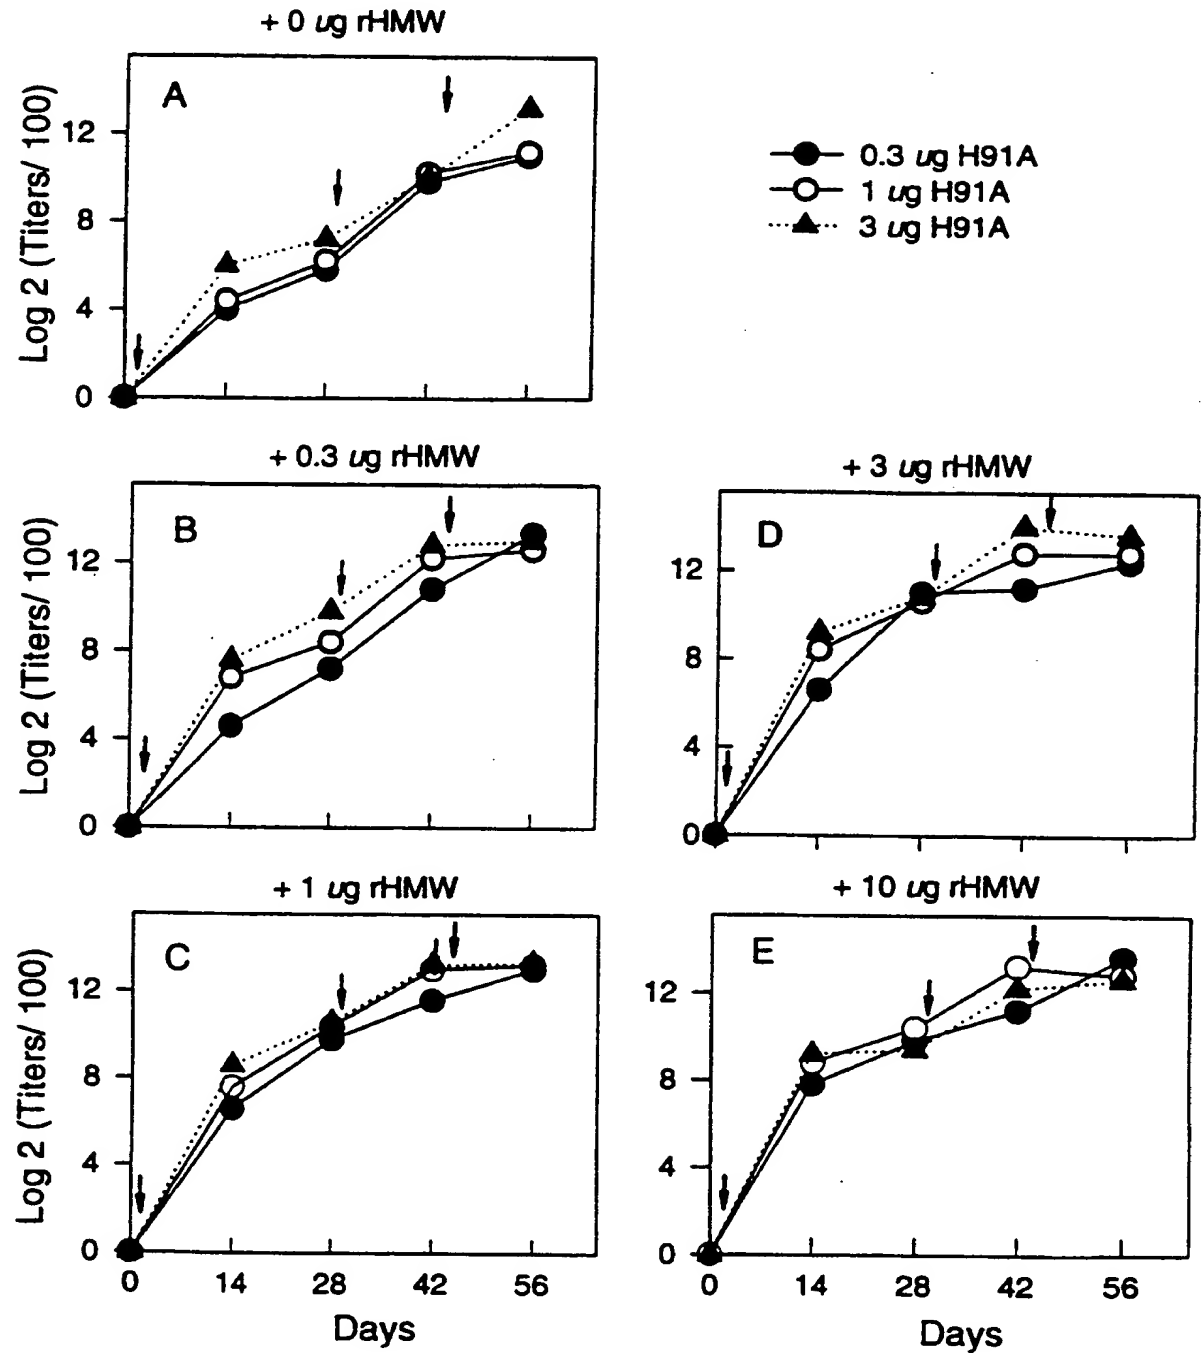 + 0 ug rHMW
A
Log 2 (Titers/ 100)
12
8
4
0
0.3 ug H91A
1 ug H91A
3 ug H91A
+ 0.3 ug rHMW
B
Log 2 (Titers/ 100)
12
8
4
0
+ 3 ug rHMW
D
12
8
4
0
+ 1 ug rHMW
C
Log 2 (Titers/ 100)
12
8
4
0
0 14 28 42 56
Days
+ 10 ug rHMW
E
12
8
4
0
0 14 28 42 56
Days